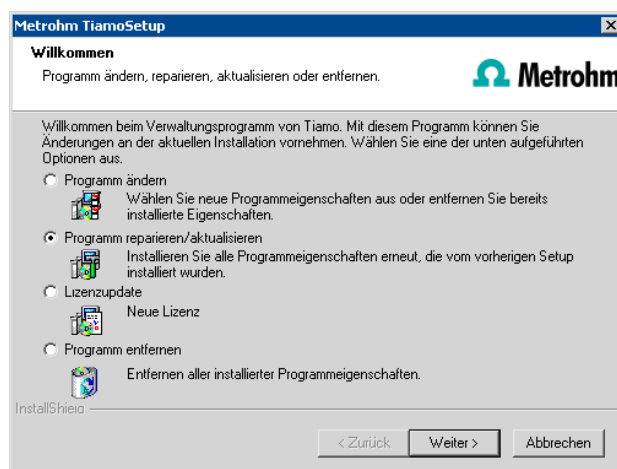 Metrohm TiamoSetup
Willkommen
Programm ändern, reparieren, aktualisieren oder entfernen.
Metrohm
Willkommen beim Verwaltungsprogramm von Tiamo. Mit diesem Programm können Sie
Änderungen an der aktuellen Installation vornehmen. Wählen Sie eine der unten aufgeführten
Optionen aus.
Programm ändern
Wählen Sie neue Programmeigenschaften aus oder entfernen Sie bereits
installierte Eigenschaften.
Programm reparieren/aktualisieren
Installieren Sie alle Programmeigenschaften erneut, die vom vorherigen Setup
installiert wurden.
Lizenzupdate
Neue Lizenz
Programm entfernen
Entfernen aller installierter Programmeigenschaften.
InstallShield
< Zurück Weiter > Abbrechen